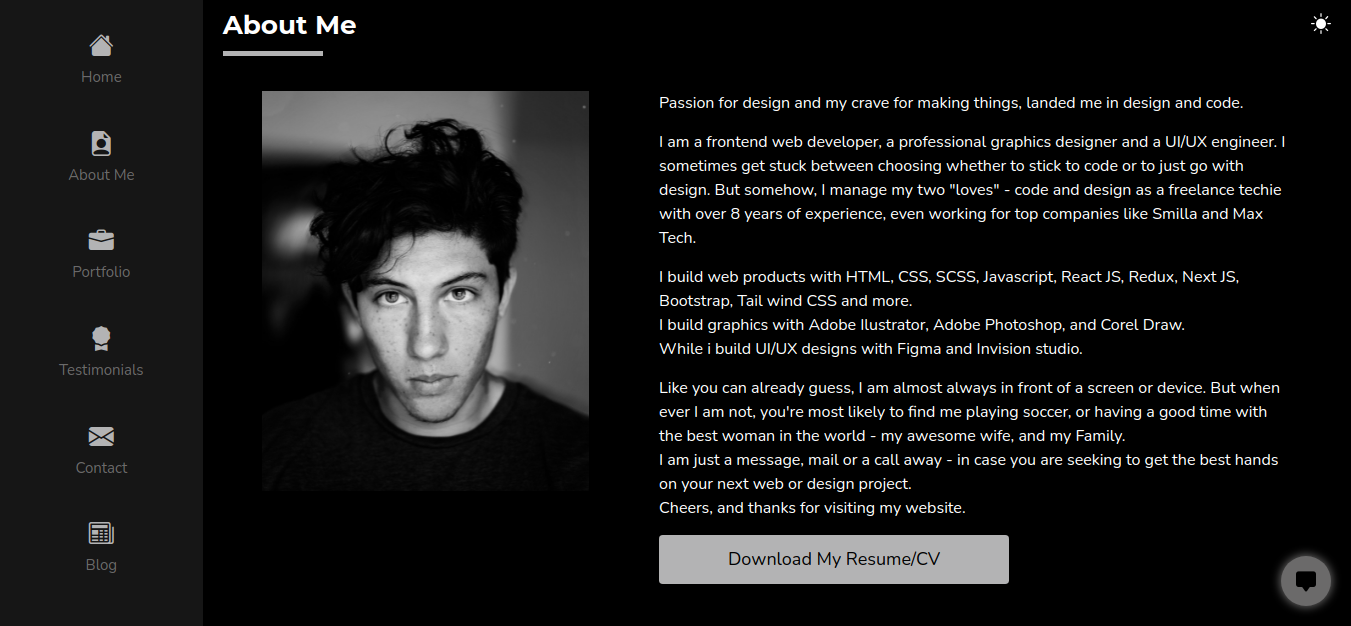 About Me
Home
About Me
Portfolio
Testimonials
Contact
Blog
Passion for design and my crave for making things, landed me in design and code.
I am a frontend web developer, a professional graphics designer and a UI/UX engineer. I
sometimes get stuck between choosing whether to stick to code or to just go with
design. But somehow, I manage my two "loves" - code and design as a freelance techie
with over 8 years of experience, even working for top companies like Smilla and Max
Tech.
I build web products with HTML, CSS, SCSS, Javascript, React JS, Redux, Next JS,
Bootstrap, Tail wind CSS and more.
I build graphics with Adobe Ilustrator, Adobe Photoshop, and Corel Draw.
While i build UI/UX designs with Figma and Invision studio.
Like you can already guess, I am almost always in front of a screen or device. But when
ever I am not, you're most likely to find me playing soccer, or having a good time with
the best woman in the world - my awesome wife, and my Family.
I am just a message, mail or a call away - in case you are seeking to get the best hands
on your next web or design project.
Cheers, and thanks for visiting my website.
Download My Resume/CV